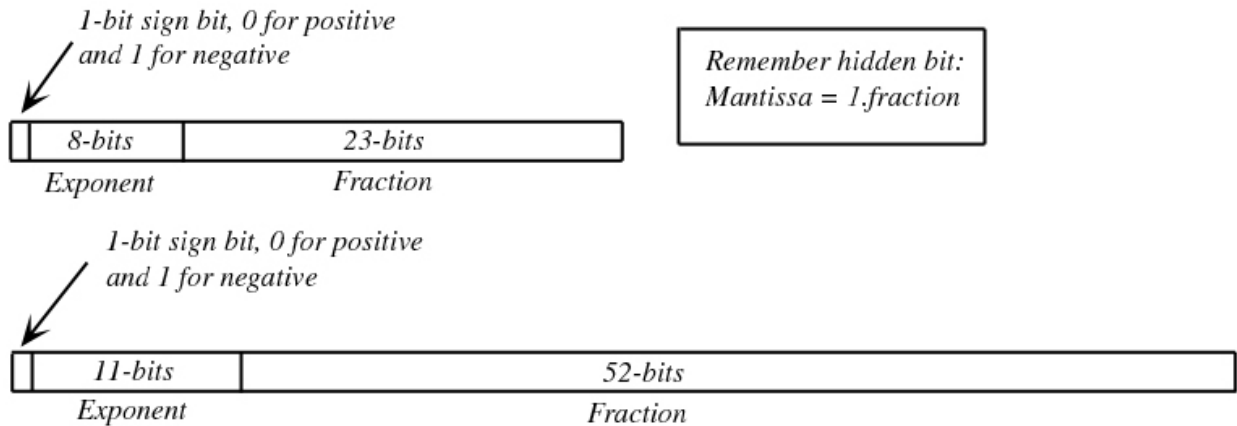 1-bit sign bit, 0 for positive
and 1 for negative
Remember hidden bit:
Mantissa = 1.fraction
8-bits
23-bits
Exponent
Fraction
1-bit sign bit, 0 for positive
and 1 for negative
11-bits
52-bits
Exponent
Fraction